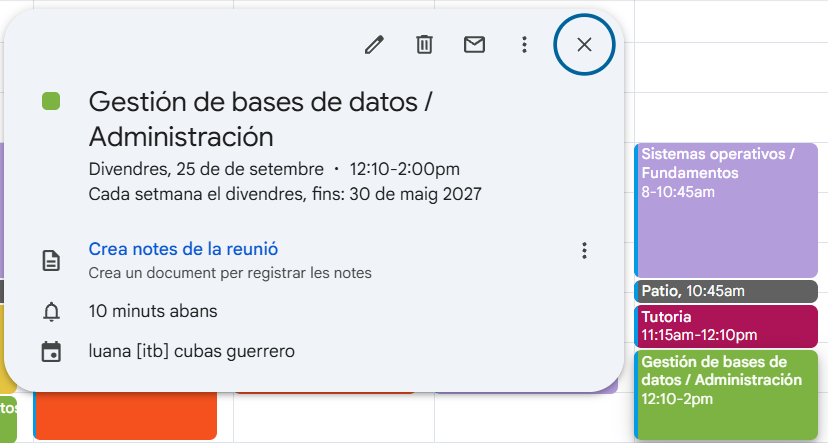 Gestión de bases de datos /
Administración
Divendres, 25 de de setembre · 12:10-2:00pm
Cada setmana el divendres, fins: 30 de maig 2027
Crea notes de la reunió
Crea un document per registrar les notes
10 minuts abans
luana [itb] cubas guerrero
Sistemas operativos /
Fundamentos
8-10:45am
Patio, 10:45am
Tutoria
11:15am-12:10pm
Gestión de bases de
datos / Administración
12:10-2pm